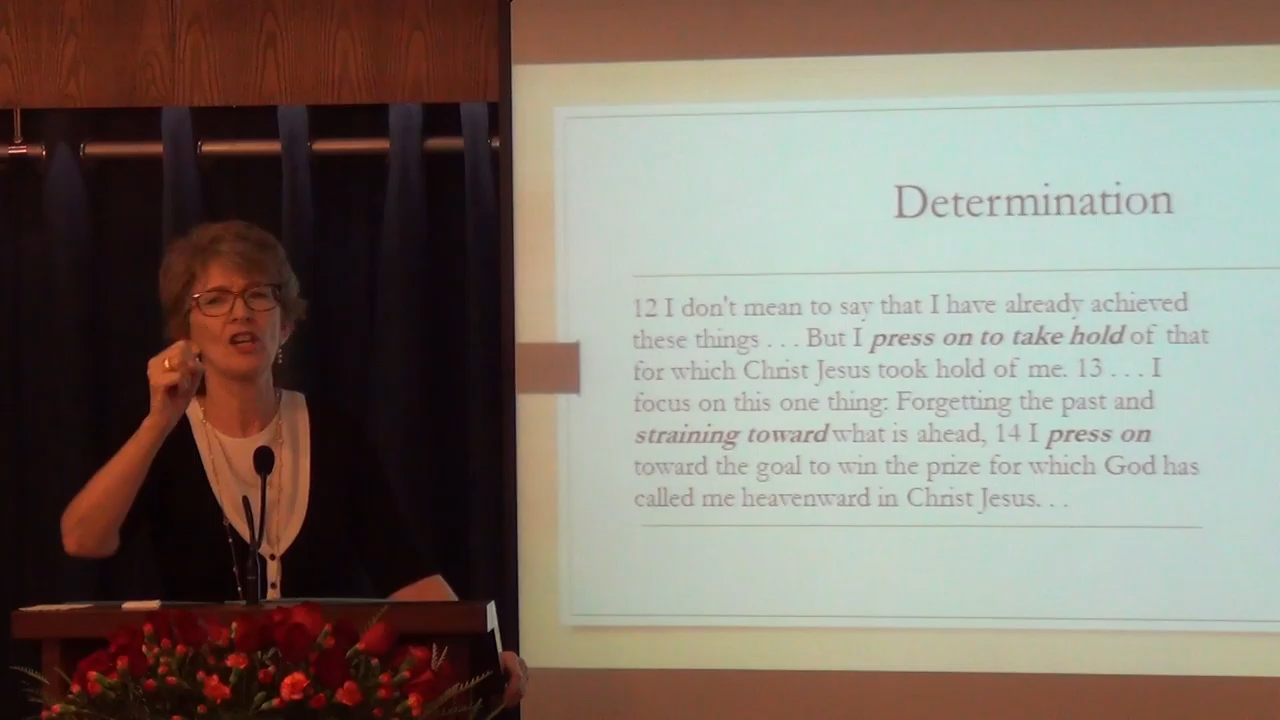 Determination
12 I don't mean to say that I have already achieved
these things . . . But I press on to take hold of that
for which Christ Jesus took hold of me. 13 . . . I
focus on this one thing: Forgetting the past and
straining toward what is ahead, 14 I press on
toward the goal to win the prize for which God has
called me heavenward in Christ Jesus. . .